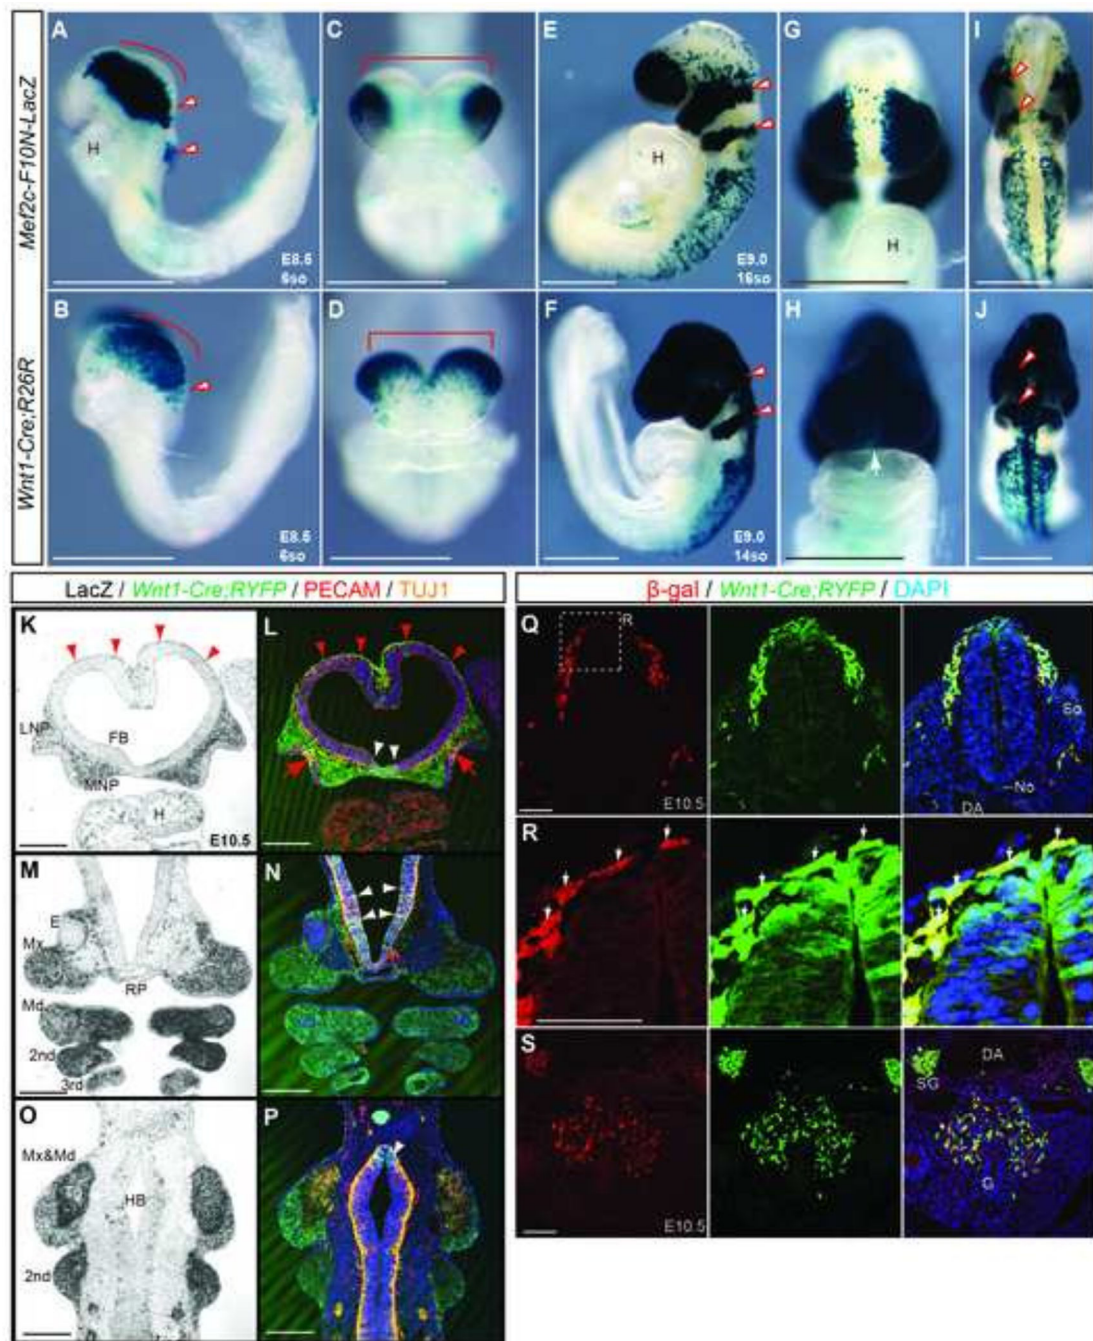 Mef2c-F10N-LacZ
A
H
E8.5
6so
C
E
H
E9.0
16so
G
H
I
Wnt1-Cre;R26R
B
E8.5
6so
D
F
E9.0
14so
H
J
LacZ / Wnt1-Cre;RYFP / PECAM / TUJ1
K
LNP
FB
MNP
H
E10.5
L
M
E
Mx
RP
Md
2nd
3rd
N
O
Mx&Md
HB
2nd
P
β-gal / Wnt1-Cre;RYFP / DAPI
Q
R
E10.5
So
No
DA
R
S
E10.5
DA
SG
G